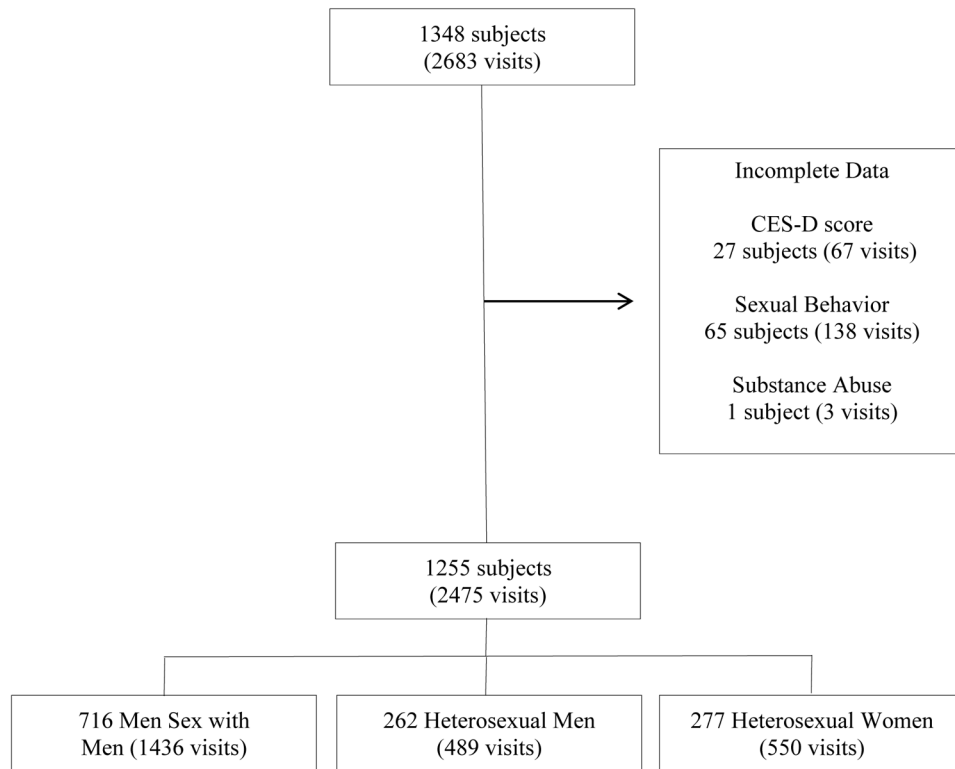 1348 subjects
(2683 visits)
Incomplete Data
CES-D score
27 subjects (67 visits)
Sexual Behavior
65 subjects (138 visits)
Substance Abuse
1 subject (3 visits)
1255 subjects
(2475 visits)
716 Men Sex with
Men (1436 visits)
262 Heterosexual Men
(489 visits)
277 Heterosexual Women
(550 visits)